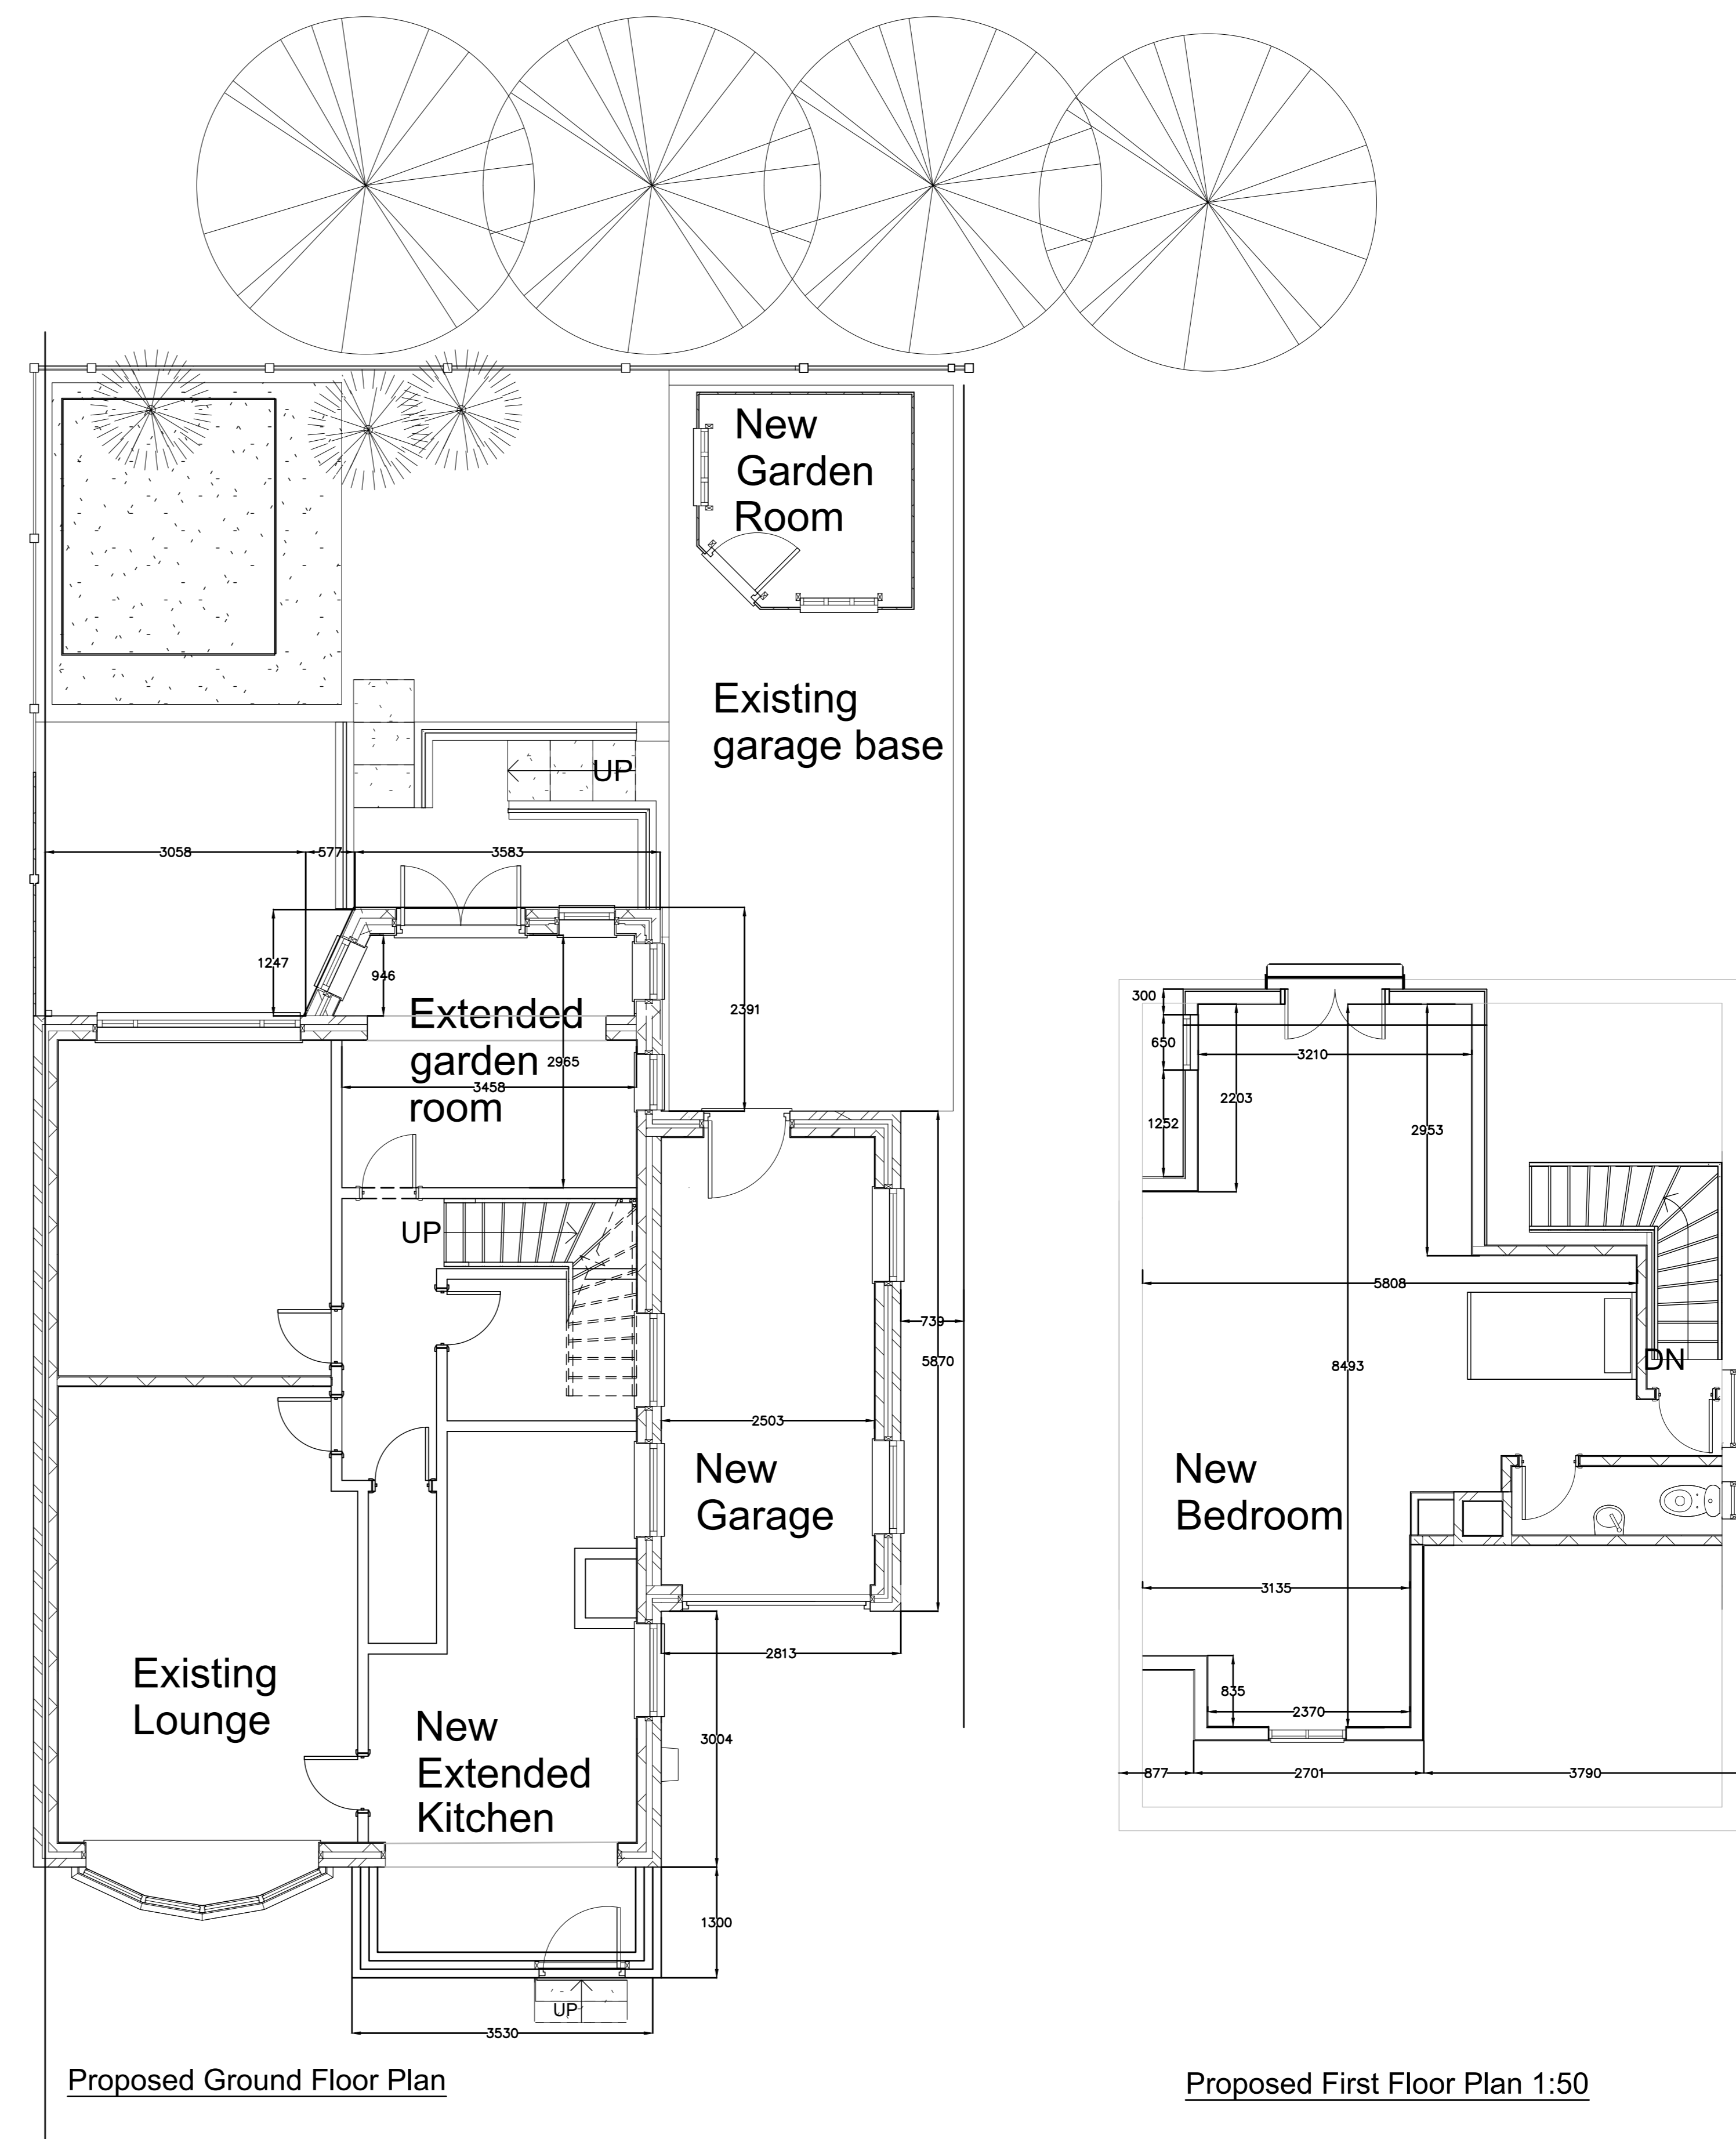 New
Garden
Room
Existing
garage base
UP
3058
577
3583
1247
946
Extended
garden
room
2965
3458
2391
UP
739
5870
2503
New
Garage
2813
Existing
Lounge
New
Extended
Kitchen
3004
1300
UP
3530
Proposed Ground Floor Plan
300
650
1252
2203
3210
2953
5808
8493
DN
New
Bedroom
3135
835
2370
877
2701
3790
Proposed First Floor Plan 1:50